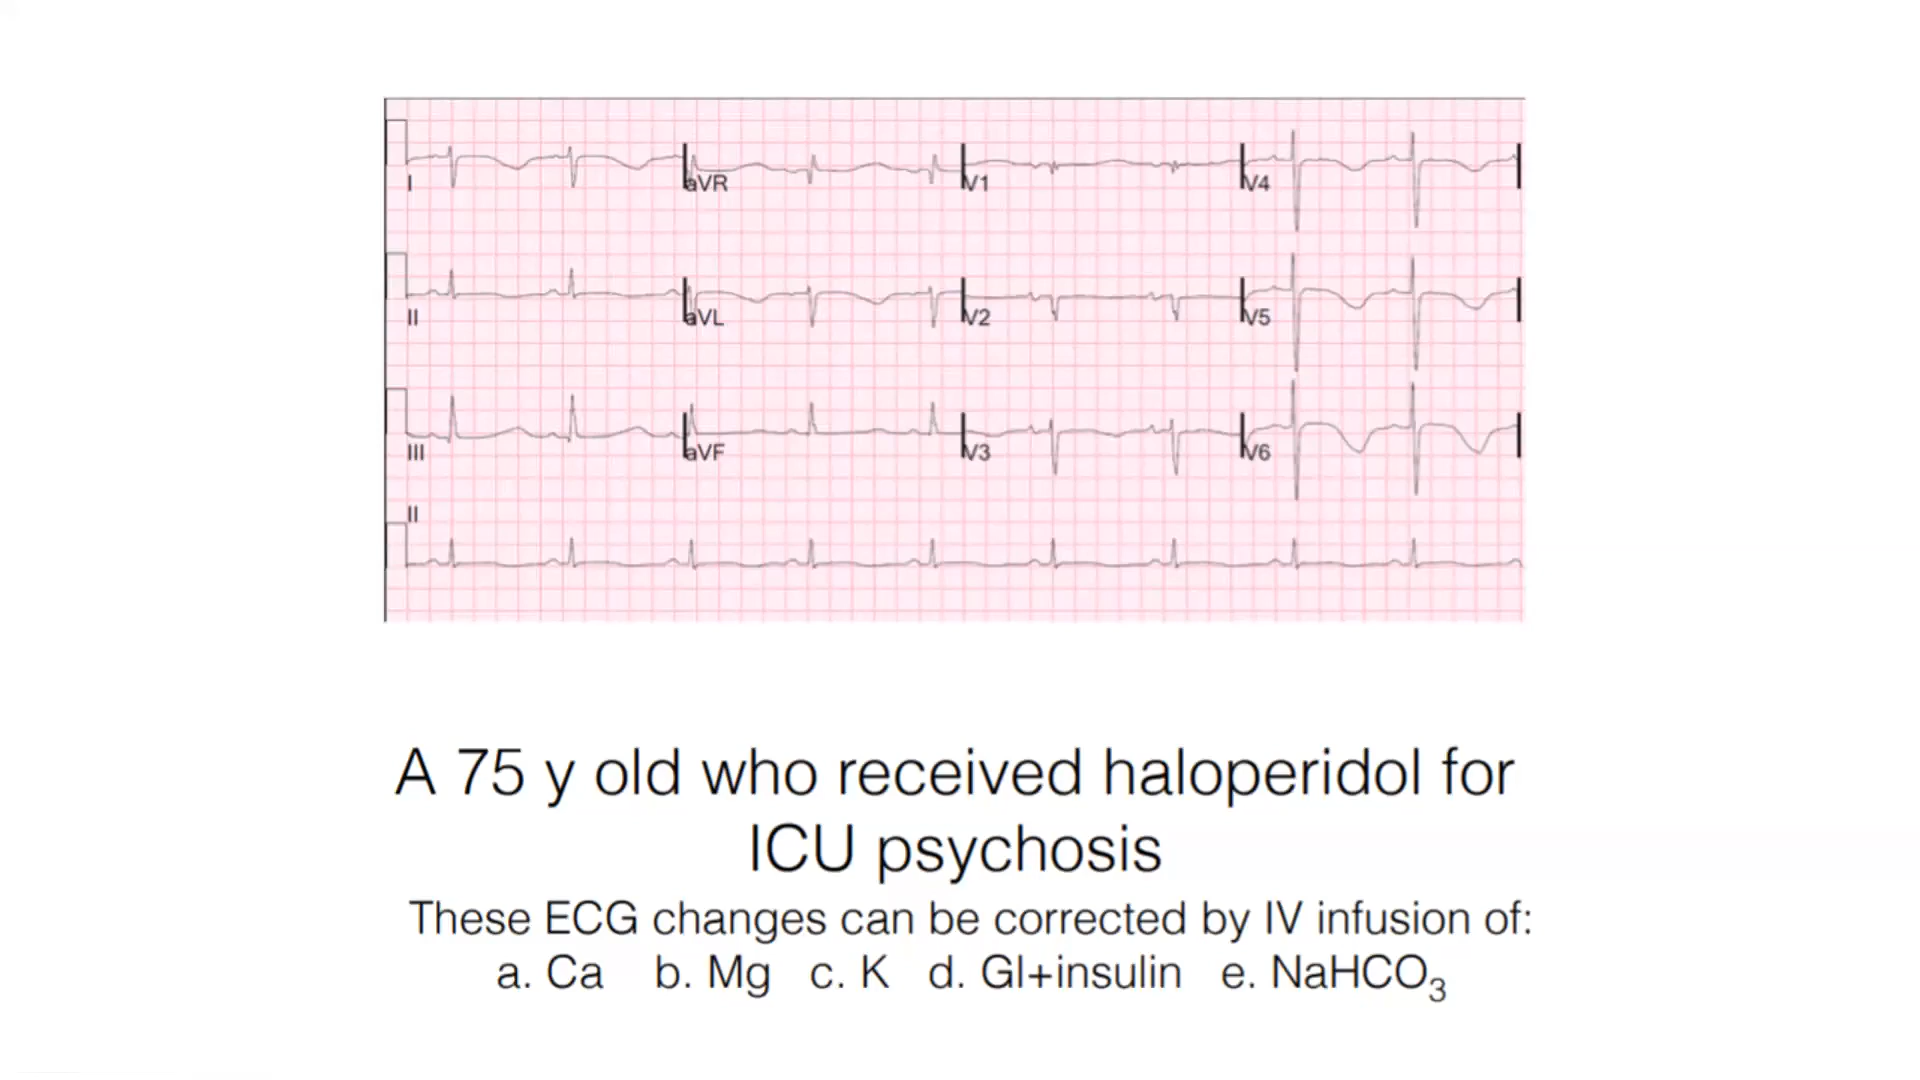 I aVR V1 V4
II aVL V2 V5
III aVF V3 V6
II
A 75 y old who received haloperidol for
ICU psychosis
These ECG changes can be corrected by IV infusion of:
a. Ca b. Mg c. K d. Gl+insulin e. NaHCO₃